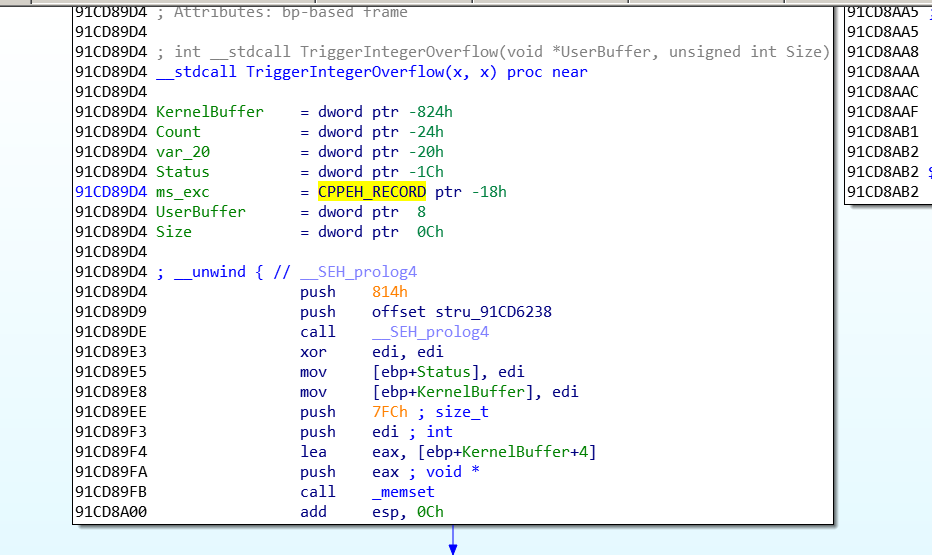 91CD89D4 ; Attributes: bp-based frame
91CD89D4
91CD89D4 ; int __stdcall TriggerIntegerOverflow(void *UserBuffer, unsigned int Size)
91CD89D4 __stdcall TriggerIntegerOverflow(x, x) proc near
91CD89D4
91CD89D4 KernelBuffer = dword ptr -824h
91CD89D4 Count = dword ptr -24h
91CD89D4 var_20 = dword ptr -20h
91CD89D4 Status = dword ptr -1Ch
91CD89D4 ms_exc = CPPEH_RECORD ptr -18h
91CD89D4 UserBuffer = dword ptr 8
91CD89D4 Size = dword ptr 0Ch
91CD89D4
91CD89D4 ; __unwind { // __SEH_prolog4
91CD89D4 push 814h
91CD89D9 push offset stru_91CD6238
91CD89DE call __SEH_prolog4
91CD89E3 xor edi, edi
91CD89E5 mov [ebp+Status], edi
91CD89E8 mov [ebp+KernelBuffer], edi
91CD89EE push 7FCh ; size_t
91CD89F3 push edi ; int
91CD89F4 lea eax, [ebp+KernelBuffer+4]
91CD89FA push eax ; void *
91CD89FB call _memset
91CD8A00 add esp, 0Ch
91CD8AA5
91CD8AA5
91CD8AA8
91CD8AAA
91CD8AAC
91CD8AAF
91CD8AB1
91CD8AB2
91CD8AB2
91CD8AB2